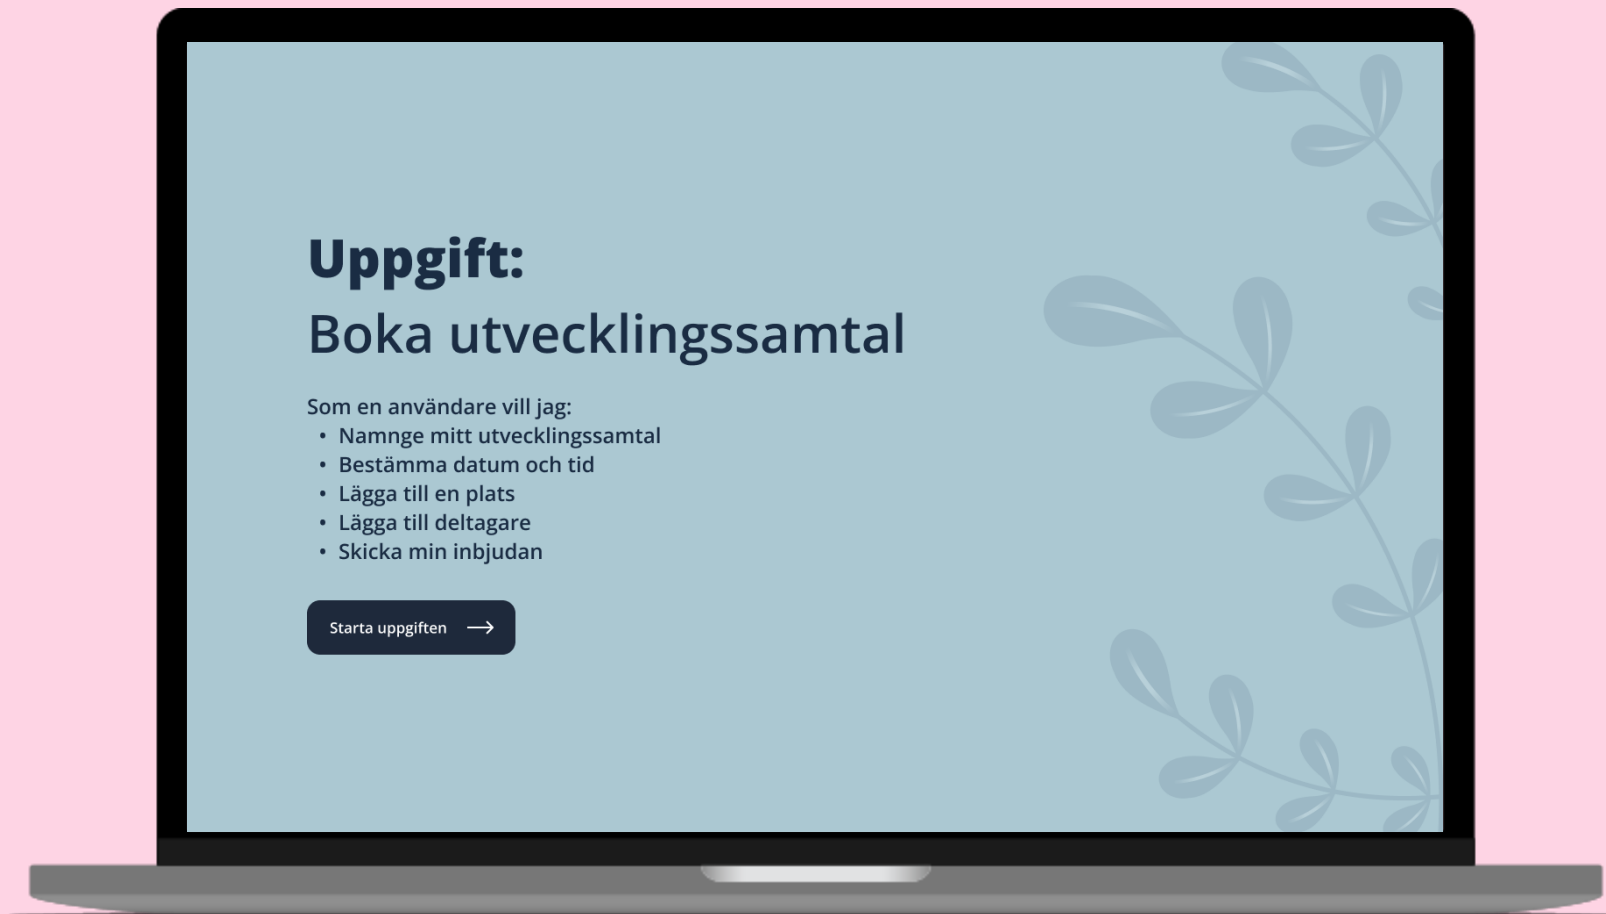 Uppgift:
Boka utvecklingssamtal
Som en användare vill jag:
• Namnge mitt utvecklingssamtal
• Bestämma datum och tid
• Lägga till en plats
• Lägga till deltagare
• Skicka min inbjudan
Starta uppgiften